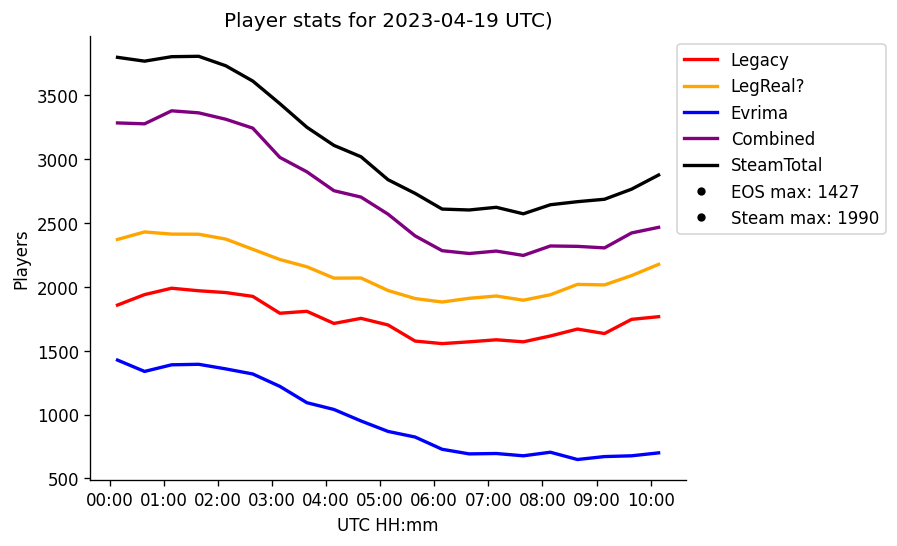 Player stats for 2023-04-19 UTC)
Legacy
LegReal?
Evrima
Combined
SteamTotal
EOS max: 1427
Steam max: 1990
Players
3500
3000
2500
2000
1500
1000
500
00:00 01:00 02:00 03:00 04:00 05:00 06:00 07:00 08:00 09:00 10:00
UTC HH:mm